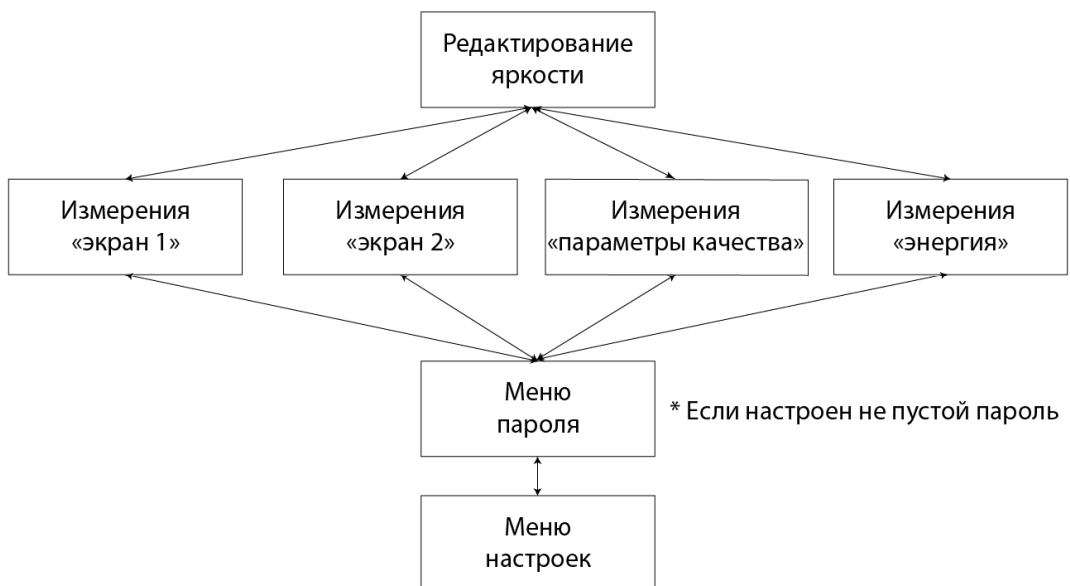 Редактирование
яркости
Измерения
«экран 1»
Измерения
«экран 2»
Измерения
«параметры качества»
Измерения
«энергия»
Меню
пароля
* Если настроен не пустой пароль
Меню
настроек